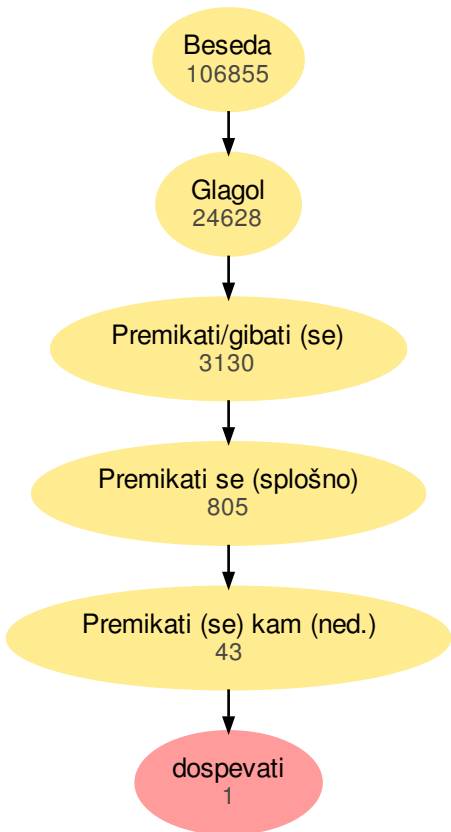 Beseda
106855
Glagol
24628
Premikati/gibati (se)
3130
Premikati se (splošno)
805
Premikati (se) kam (ned.)
43
dospevati
1